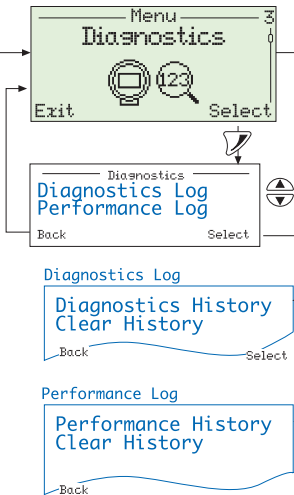 Menu 3
Diagnostics
123
Exit Select
Diagnostics
Diagnostics Log
Performance Log
Back Select
Diagnostics Log
Diagnostics History
Clear History
Back Select
Performance Log
Performance History
Clear History
Back